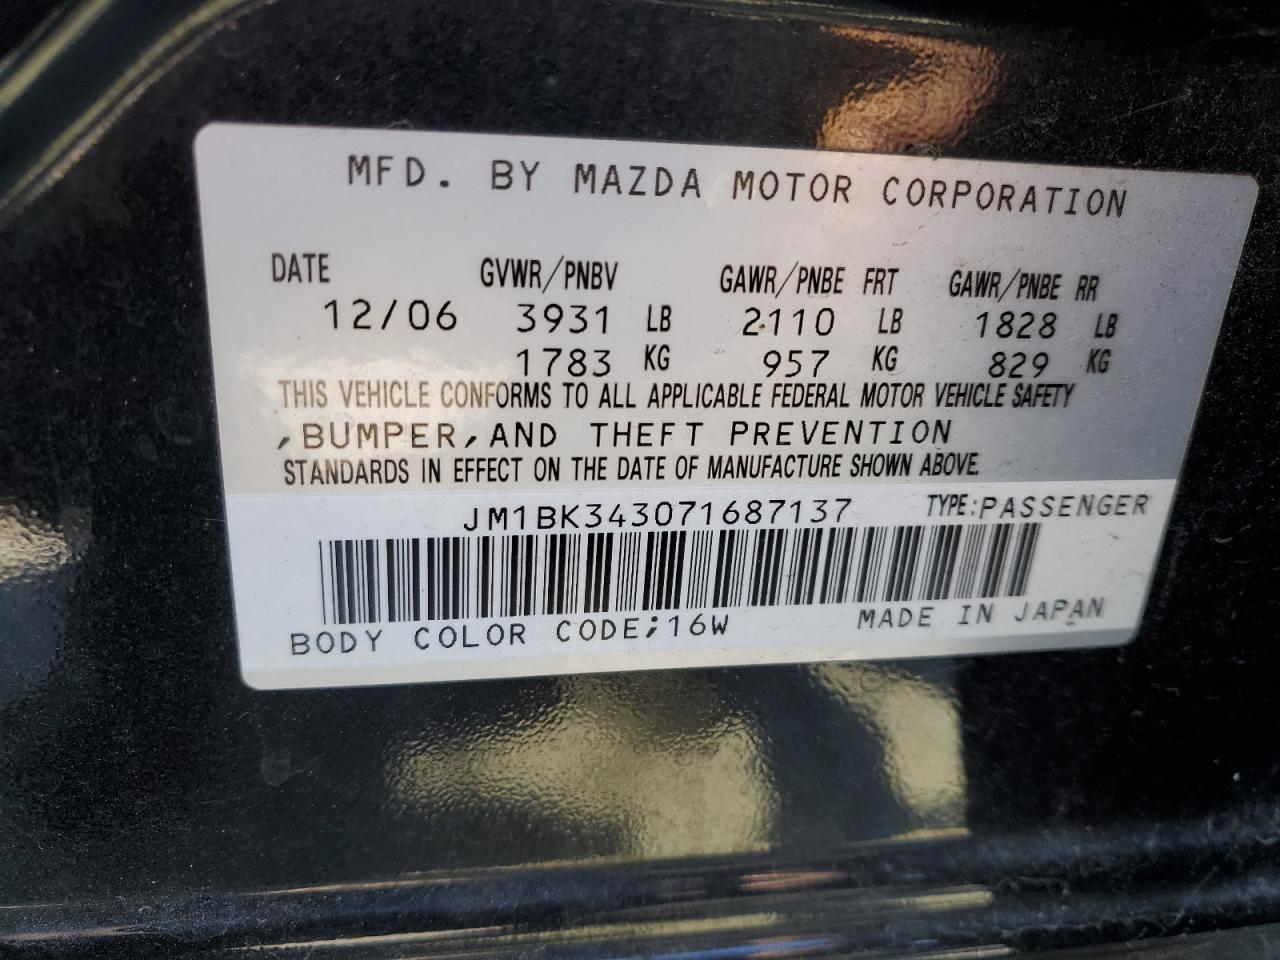 MFD. BY MAZDA MOTOR CORPORATION
DATE GVWR/PNBV GAWR/PNBE FRT GAWR/PNBE RR
12/06 3931 LB 2110 LB 1828 LB
1783 KG 957 KG 829 KG
THIS VEHICLE CONFORMS TO ALL APPLICABLE FEDERAL MOTOR VEHICLE SAFETY
,BUMPER,AND THEFT PREVENTION
STANDARDS IN EFFECT ON THE DATE OF MANUFACTURE SHOWN ABOVE.
JM1BK343071687137 TYPE:PASSENGER
BODY COLOR CODE;16W MADE IN JAPAN